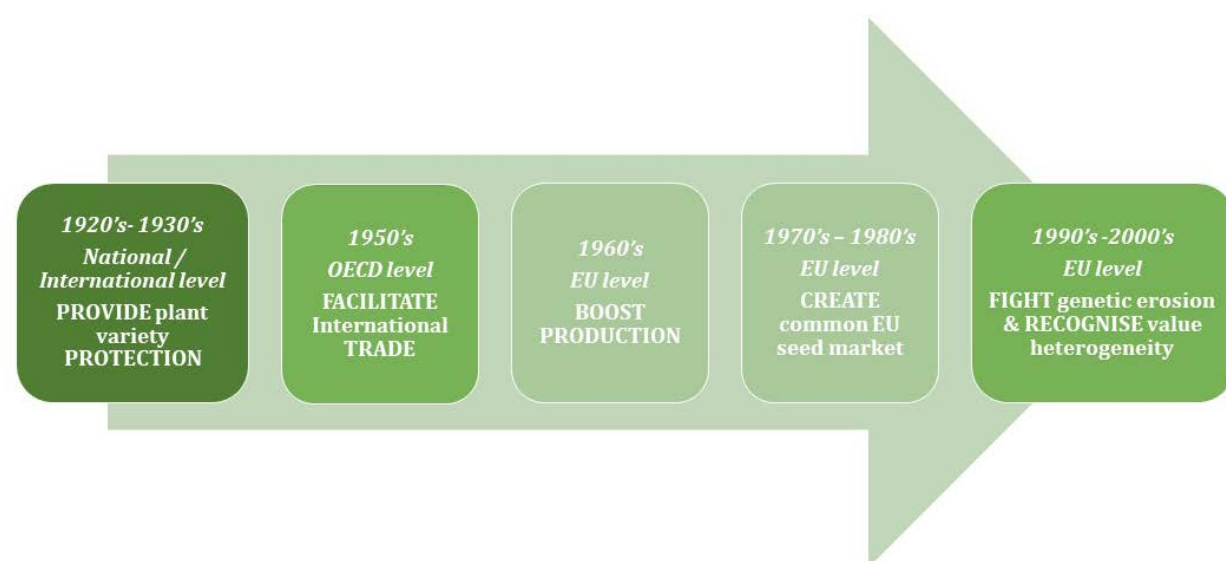 1920's- 1930's
National /
International level
PROVIDE plant
variety
PROTECTION
1950's
OECD level
FACILITATE
International
TRADE
1960's
EU level
BOOST
PRODUCTION
1970's – 1980's
EU level
CREATE
common EU
seed market
1990's -2000's
EU level
FIGHT genetic erosion
& RECOGNISE value
heterogeneity